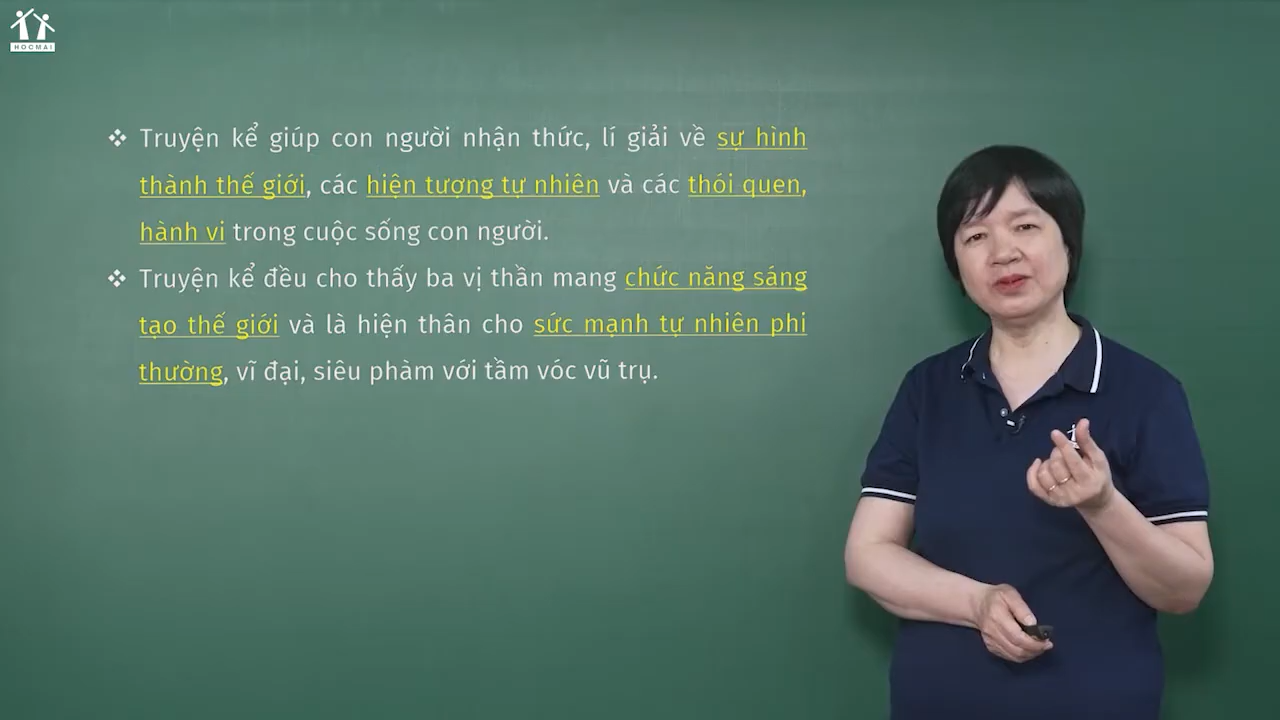 HOCMAI
❖ Truyện kể giúp con người nhận thức, lí giải về sự hình
thành thế giới, các hiện tượng tự nhiên và các thói quen,
hành vi trong cuộc sống con người.
❖ Truyện kể đều cho thấy ba vị thần mang chức năng sáng
tạo thế giới và là hiện thân cho sức mạnh tự nhiên phi
thường, vĩ đại, siêu phàm với tầm vóc vũ trụ.